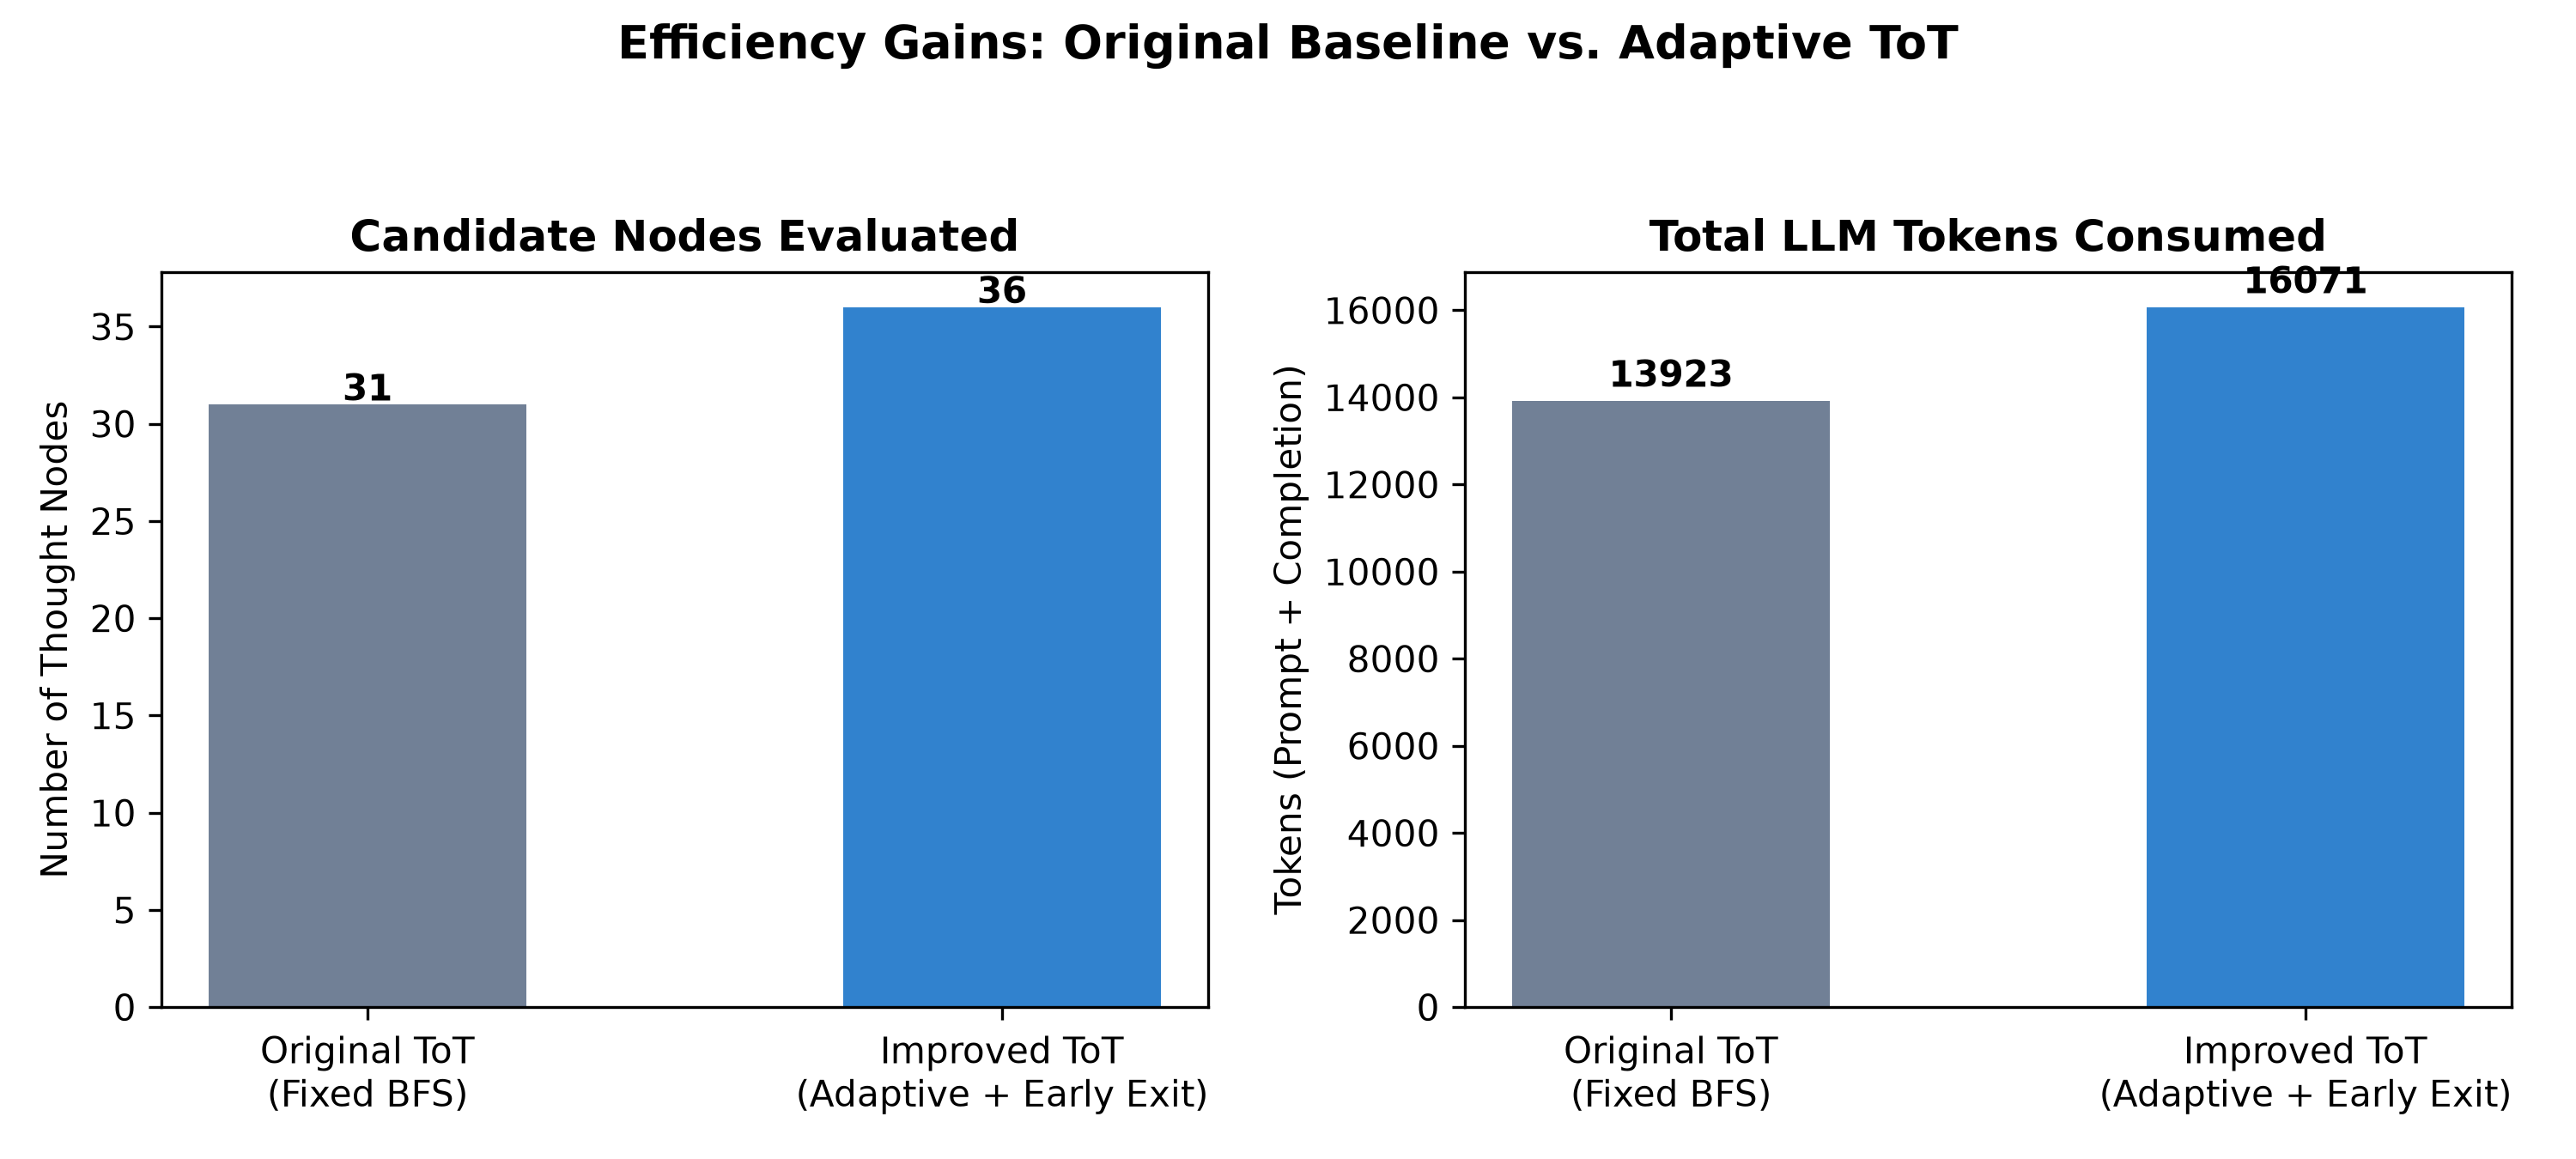 Efficiency Gains: Original Baseline vs. Adaptive ToT
Candidate Nodes Evaluated
Number of Thought Nodes
35
30
25
20
15
10
5
0
31
36
Original ToT
(Fixed BFS)
Improved ToT
(Adaptive + Early Exit)
Total LLM Tokens Consumed
Tokens (Prompt + Completion)
16000
14000
12000
10000
8000
6000
4000
2000
0
13923
16071
Original ToT
(Fixed BFS)
Improved ToT
(Adaptive + Early Exit)